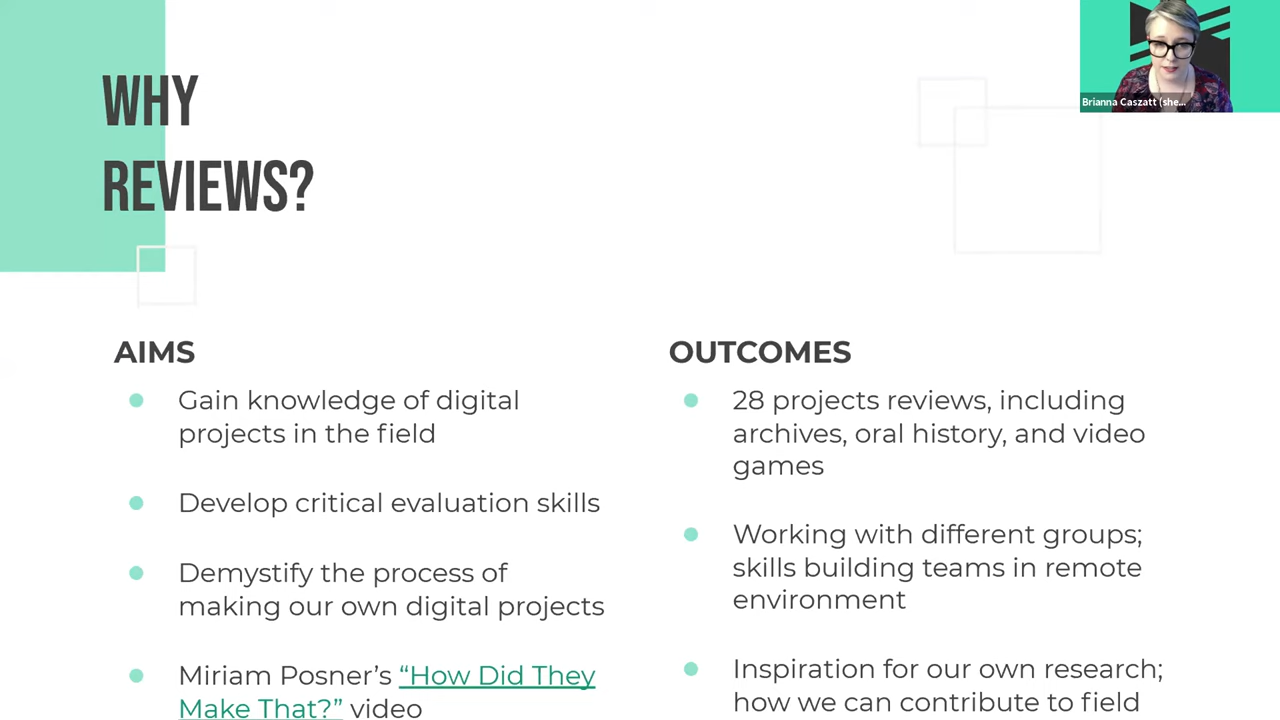 WHY
REVIEWS?
Brianna Caszatt (she...
AIMS
Gain knowledge of digital
projects in the field
Develop critical evaluation skills
Demystify the process of
making our own digital projects
Miriam Posner’s “How Did They
Make That?” video
OUTCOMES
28 projects reviews, including
archives, oral history, and video
games
Working with different groups;
skills building teams in remote
environment
Inspiration for our own research;
how we can contribute to field